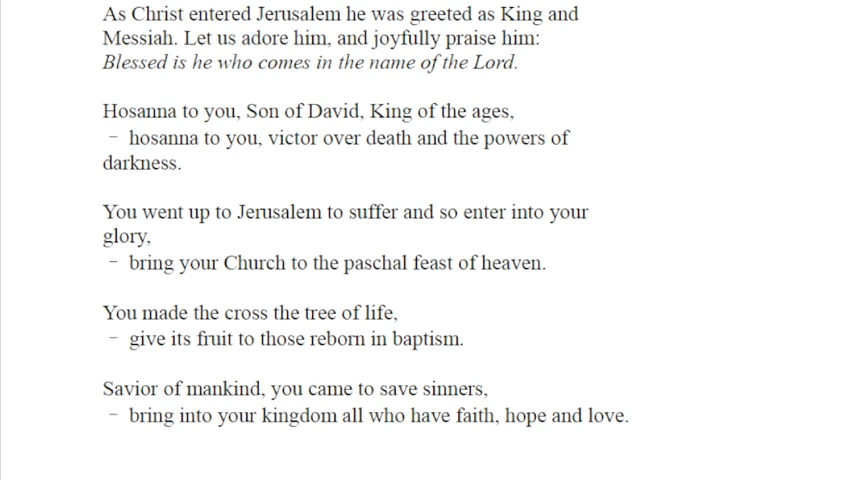 As Christ entered Jerusalem he was greeted as King and
Messiah. Let us adore him, and joyfully praise him:
Blessed is he who comes in the name of the Lord.
Hosanna to you, Son of David, King of the ages,
– hosanna to you, victor over death and the powers of
darkness.
You went up to Jerusalem to suffer and so enter into your
glory,
– bring your Church to the paschal feast of heaven.
You made the cross the tree of life,
– give its fruit to those reborn in baptism.
Savior of mankind, you came to save sinners,
– bring into your kingdom all who have faith, hope and love.